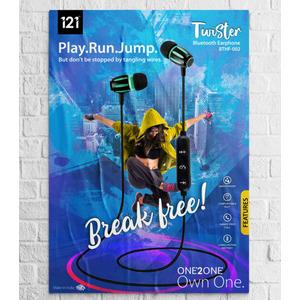 121
Twister
Bluetooth Earphone
BTHF-002
Play.Run.Jump.
But don't be stopped by tangling wires.
Break free!
FEATURES
ONE2ONE
Own One.